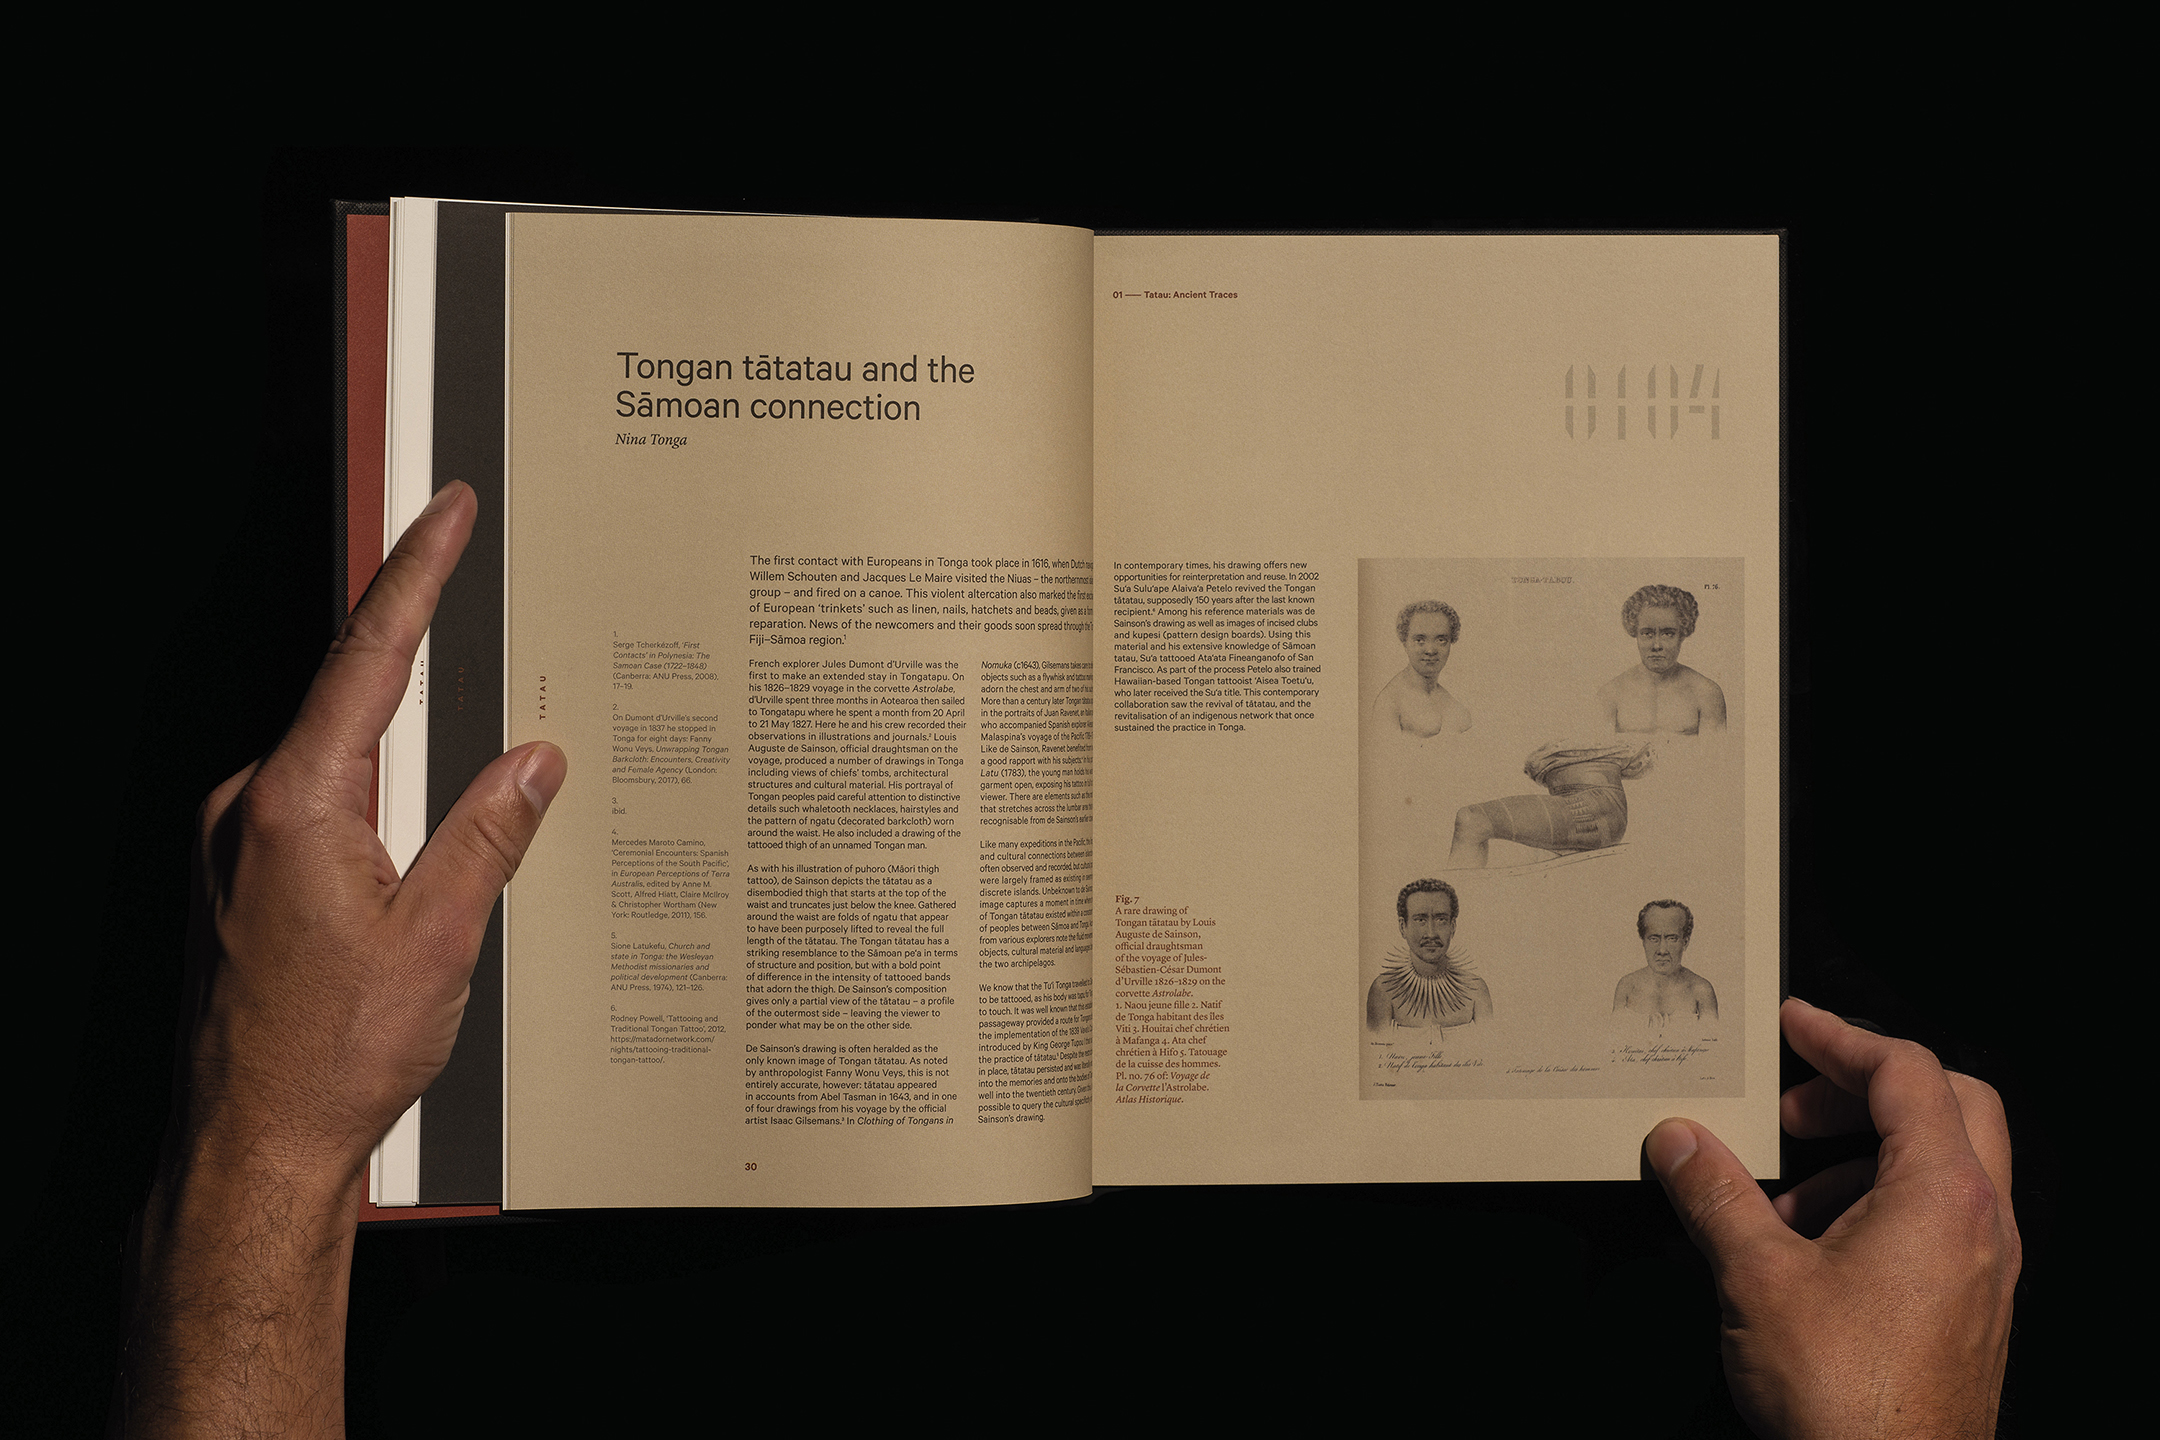 Tongan tātatau and the
Sāmoan connection
Nina Tonga
TATAU
TATAU
TATAU
The first contact with Europeans in Tonga took place in 1616, when Dutch
Willem Schouten and Jacques Le Maire visited the Niuas – the northernmost
group – and fired on a canoe. This violent altercation also marked the first
of European ‘trinkets’ such as linen, nails, hatchets and beads, given as a
reparation. News of the newcomers and their goods soon spread through the
Fiji–Sāmoa region.¹
1.
Serge Tcherkézoff, ‘First
Contacts’ in Polynesia: The
Samoan Case (1722–1848)
(Canberra: ANU Press, 2008),
17–19.
2.
On Dumont d’Urville’s second
voyage in 1837 he stopped in
Tonga for eight days: Fanny
Wonu Veys, Unwrapping Tongan
Barkcloth: Encounters, Creativity
and Female Agency (London:
Bloomsbury, 2017), 66.
3.
ibid.
4.
Mercedes Maroto Camino,
‘Ceremonial Encounters: Spanish
Perceptions of the South Pacific’,
in European Perceptions of Terra
Australis, edited by Anne M.
Scott, Alfred Hiatt, Claire McIlroy
& Christopher Wortham (New
York: Routledge, 2011), 156.
5.
Sione Latukefu, Church and
state in Tonga: the Wesleyan
Methodist missionaries and
political development (Canberra:
ANU Press, 1974), 121–126.
6.
Rodney Powell, ‘Tattooing and
Traditional Tongan Tattoo’, 2012,
https://matadornetwork.com/
nights/tattooing-traditional-
tongan-tattoo/.
French explorer Jules Dumont d’Urville was the
first to make an extended stay in Tongatapu. On
his 1826–1829 voyage in the corvette Astrolabe,
d’Urville spent three months in Aotearoa then sailed
to Tongatapu where he spent a month from 20 April
to 21 May 1827. Here he and his crew recorded their
observations in illustrations and journals.² Louis
Auguste de Sainson, official draughtsman on the
voyage, produced a number of drawings in Tonga
including views of chiefs’ tombs, architectural
structures and cultural material. His portrayal of
Tongan peoples paid careful attention to distinctive
details such whaletooth necklaces, hairstyles and
the pattern of ngatu (decorated barkcloth) worn
around the waist. He also included a drawing of the
tattooed thigh of an unnamed Tongan man.
As with his illustration of puhoro (Māori thigh
tattoo), de Sainson depicts the tātatau as a
disembodied thigh that starts at the top of the
waist and truncates just below the knee. Gathered
around the waist are folds of ngatu that appear
to have been purposely lifted to reveal the full
length of the tātatau. The Tongan tātatau has a
striking resemblance to the Sāmoan pe‘a in terms
of structure and position, but with a bold point
of difference in the intensity of tattooed bands
that adorn the thigh. De Sainson’s composition
gives only a partial view of the tātatau – a profile
of the outermost side – leaving the viewer to
ponder what may be on the other side.
De Sainson’s drawing is often heralded as the
only known image of Tongan tātatau. As noted
by anthropologist Fanny Wonu Veys, this is not
entirely accurate, however: tātatau appeared
in accounts from Abel Tasman in 1643, and in one
of four drawings from his voyage by the official
artist Isaac Gilsemans.³ In Clothing of Tongans in
Nomuka (c1643), Gilsemans takes
objects such as a flywhisk and
adorn the chest and arm of two of
More than a century later Tongan
in the portraits of Juan Ravenet, an
who accompanied Spanish explorer
Malaspina’s voyage of the Pacific
Like de Sainson, Ravenet benefited from
a good rapport with his subjects
Latu (1783), the young man holds
garment open, exposing his tattoo
viewer. There are elements such as the
that stretches across the lumbar
recognisable from de Sainson’s earlier
Like many expeditions in the Pacific, the
and cultural connections between
often observed and recorded, but
were largely framed as existing in
discrete islands. Unbeknown to de
image captures a moment in time when
of Tongan tātatau existed within a
of peoples between Sāmoa and Tonga
from various explorers note the fluid
objects, cultural material and language
the two archipelagos.
We know that the Tu‘i Tonga travelled
to be tattooed, as his body was tapu
to touch. It was well known that the
passageway provided a route for Tongans
the implementation of the 1839 Vava‘u
introduced by King George Tupou I
the practice of tātatau.⁵ Despite the
in place, tātatau persisted and was
into the memories and onto the bodies of
well into the twentieth century. Given
possible to query the cultural
Sainson’s drawing.
30
01 — Tatau: Ancient Traces
0104
In contemporary times, his drawing offers new
opportunities for reinterpretation and reuse. In 2002
Su‘a Sulu‘ape Alaiva‘a Petelo revived the Tongan
tātatau, supposedly 150 years after the last known
recipient.⁶ Among his reference materials was de
Sainson’s drawing as well as images of incised clubs
and kupesi (pattern design boards). Using this
material and his extensive knowledge of Sāmoan
tatau, Su‘a tattooed Ata‘ata Fineanganofo of San
Francisco. As part of the process Petelo also trained
Hawaiian-based Tongan tattooist ‘Aisea Toetu‘u,
who later received the Su‘a title. This contemporary
collaboration saw the revival of tātatau, and the
revitalisation of an indigenous network that once
sustained the practice in Tonga.
Fig. 7
A rare drawing of
Tongan tātatau by Louis
Auguste de Sainson,
official draughtsman
of the voyage of Jules-
Sébastien-César Dumont
d’Urville 1826–1829 on the
corvette Astrolabe.
1. Naou jeune fille 2. Natif
de Tonga habitant des îles
Viti 3. Houitai chef chrétien
à Mafanga 4. Ata chef
chrétien à Hifo 5. Tatouage
de la cuisse des hommes.
Pl. no. 76 of: Voyage de
la Corvette l’Astrolabe.
Atlas Historique.
TONGA-TABOU.
Pl. 76.